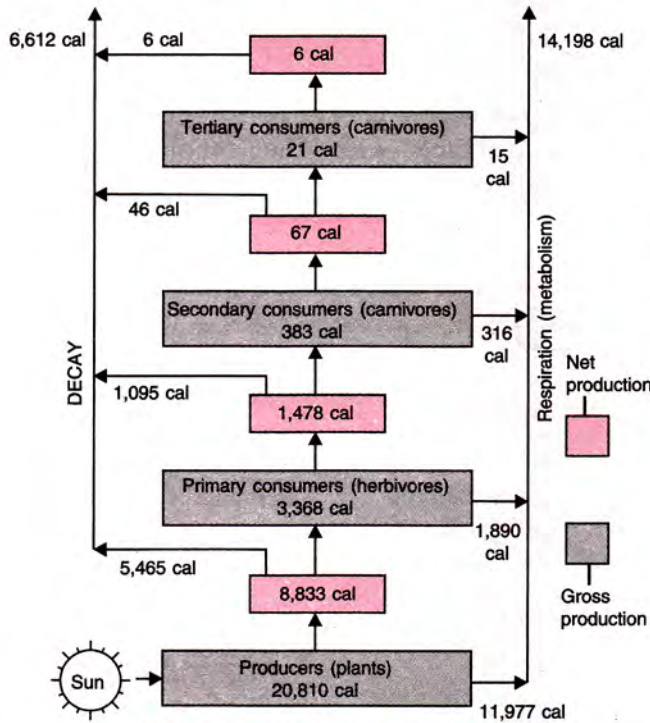 6,612 cal
6 cal
6 cal
14,198 cal
Tertiary consumers (carnivores)
21 cal
15
cal
46 cal
67 cal
Secondary consumers (carnivores)
383 cal
316
cal
DECAY
Respiration (metabolism)
Net
production
1,095 cal
1,478 cal
Primary consumers (herbivores)
3,368 cal
1,890
cal
5,465 cal
8,833 cal
Gross
production
Sun
Producers (plants)
20,810 cal
11,977 cal